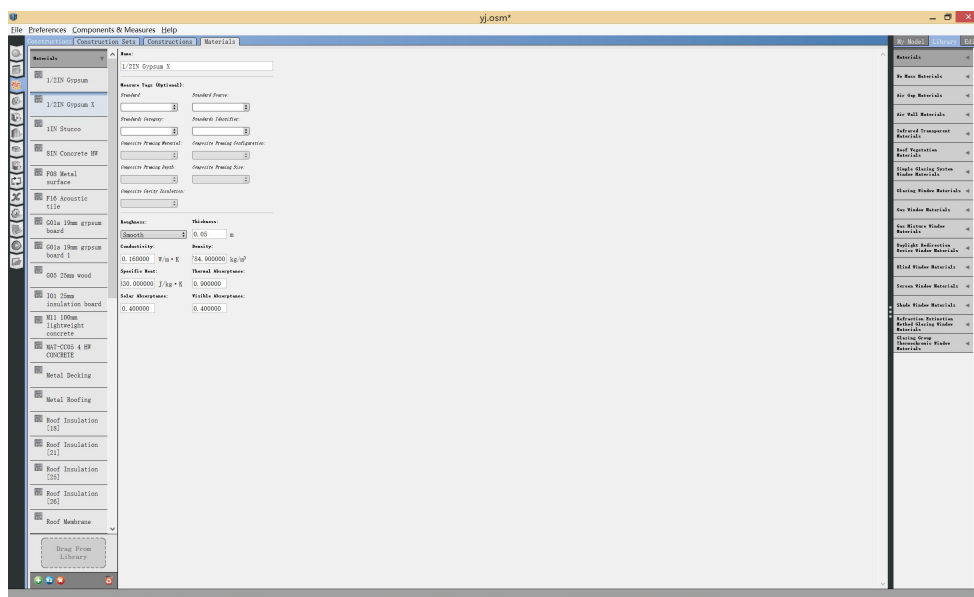 yj.osm*
File Preferences Components & Measures Help
Constructions Construction Sets Constructions Materials
My Model Library Edi
Materials
1/2IN Gypsum
1/2IN Gypsum X
1IN Stucco
8IN Concrete HW
F08 Metal
surface
F16 Acoustic
tile
G01a 19mm gypsum
board
G01a 19mm gypsum
board 1
G05 25mm wood
I01 25mm
insulation board
M11 100mm
lightweight
concrete
MAT-CC05 4 HW
CONCRETE
Metal Decking
Metal Roofing
Roof Insulation
[18]
Roof Insulation
[21]
Roof Insulation
[25]
Roof Insulation
[26]
Roof Membrane
Drag From
Library
Name:
1/2IN Gypsum X
Measure Tags (Optional):
Standard: Standard Source:
Standards Category: Standards Identifier:
Composite Framing Material: Composite Framing Configuration:
Composite Framing Depth: Composite Framing Size:
Composite Cavity Insulation:
Roughness: Thickness:
Smooth 0.05 m
Conductivity: Density:
0.160000 W/m*K 784.900000 kg/m³
Specific Heat: Thermal Absorptance:
830.000000 J/kg*K 0.900000
Solar Absorptance: Visible Absorptance:
0.400000 0.400000
Materials
No Mass Materials
Air Gap Materials
Air Wall Materials
Infrared Transparent
Materials
Roof Vegetation
Materials
Simple Glazing System
Window Materials
Glazing Window Materials
Gas Window Materials
Gas Mixture Window
Materials
Daylight Redirection
Device Window Materials
Blind Window Materials
Screen Window Materials
Shade Window Materials
Refraction Extinction
Method Glazing Window
Materials
Glazing Group
Thermochromic Window
Materials